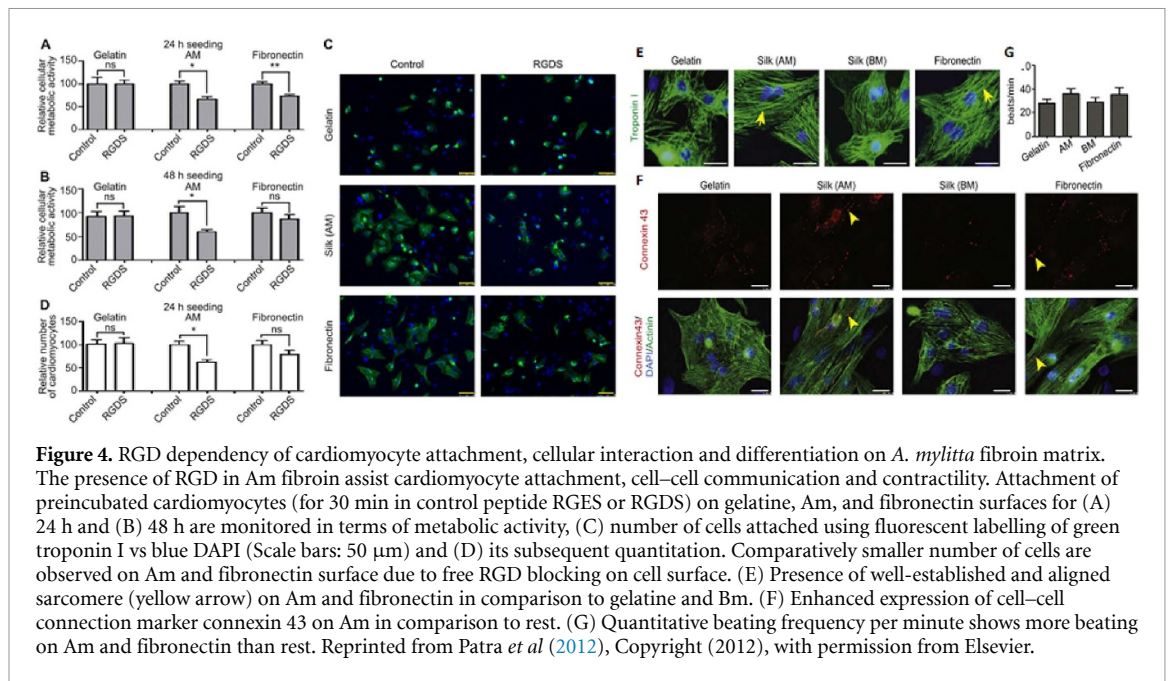 A
Relative cellular
metabolic activity
150
100
50
0
Gelatin
ns
24 h seeding
AM
*
Fibronectin
**
Control
RGDS
Control
RGDS
Control
RGDS
B
Relative cellular
metabolic activity
150
100
50
0
Gelatin
ns
48 h seeding
AM
*
Fibronectin
ns
Control
RGDS
Control
RGDS
Control
RGDS
D
Relative number
of cardiomyocytes
150
100
50
0
Gelatin
ns
24 h seeding
AM
*
Fibronectin
ns
Control
RGDS
Control
RGDS
Control
RGDS
C
Control
RGDS
Gelatin
Silk (AM)
Fibronectin
E
Gelatin
Silk (AM)
Silk (BM)
Fibronectin
Troponin I
G
beats/min
60
40
20
0
Gelatin
AM
BM
Fibronectin
F
Gelatin
Silk (AM)
Silk (BM)
Fibronectin
Connexin 43
Connexin43/
DAPI/Actinin
Figure 4. RGD dependency of cardiomyocyte attachment, cellular interaction and differentiation on A. mylitta fibroin matrix.
The presence of RGD in Am fibroin assist cardiomyocyte attachment, cell–cell communication and contractility. Attachment of
preincubated cardiomyocytes (for 30 min in control peptide RGES or RGDS) on gelatine, Am, and fibronectin surfaces for (A)
24 h and (B) 48 h are monitored in terms of metabolic activity, (C) number of cells attached using fluorescent labelling of green
troponin I vs blue DAPI (Scale bars: 50 μm) and (D) its subsequent quantitation. Comparatively smaller number of cells are
observed on Am and fibronectin surface due to free RGD blocking on cell surface. (E) Presence of well-established and aligned
sarcomere (yellow arrow) on Am and fibronectin in comparison to gelatine and Bm. (F) Enhanced expression of cell–cell
connection marker connexin 43 on Am in comparison to rest. (G) Quantitative beating frequency per minute shows more beating
on Am and fibronectin than rest. Reprinted from Patra et al (2012), Copyright (2012), with permission from Elsevier.